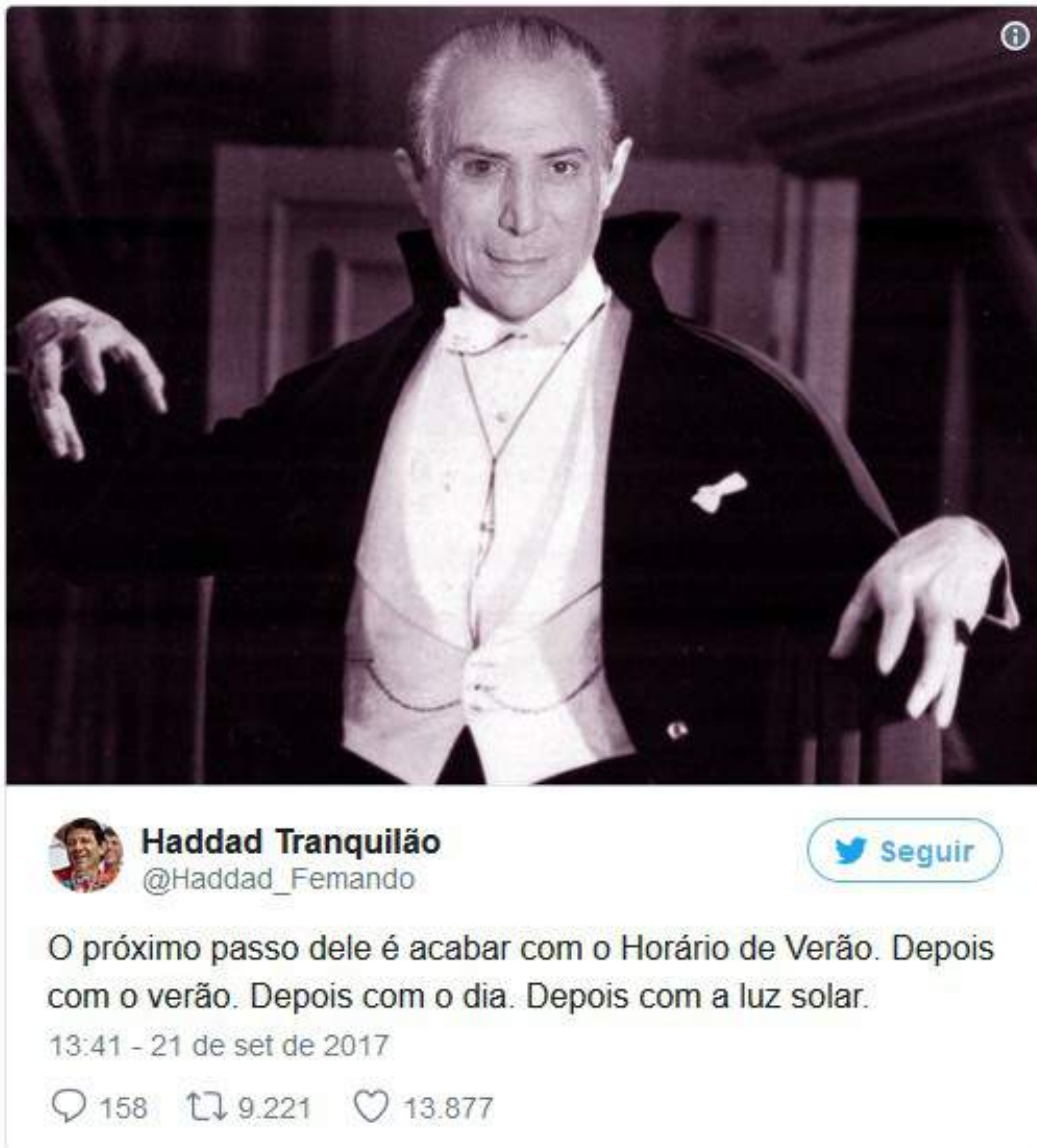 Haddad Tranquilão
@Haddad_Femando
Seguir
O próximo passo dele é acabar com o Horário de Verão. Depois
com o verão. Depois com o dia. Depois com a luz solar.
13:41 - 21 de set de 2017
158 9.221 13.877